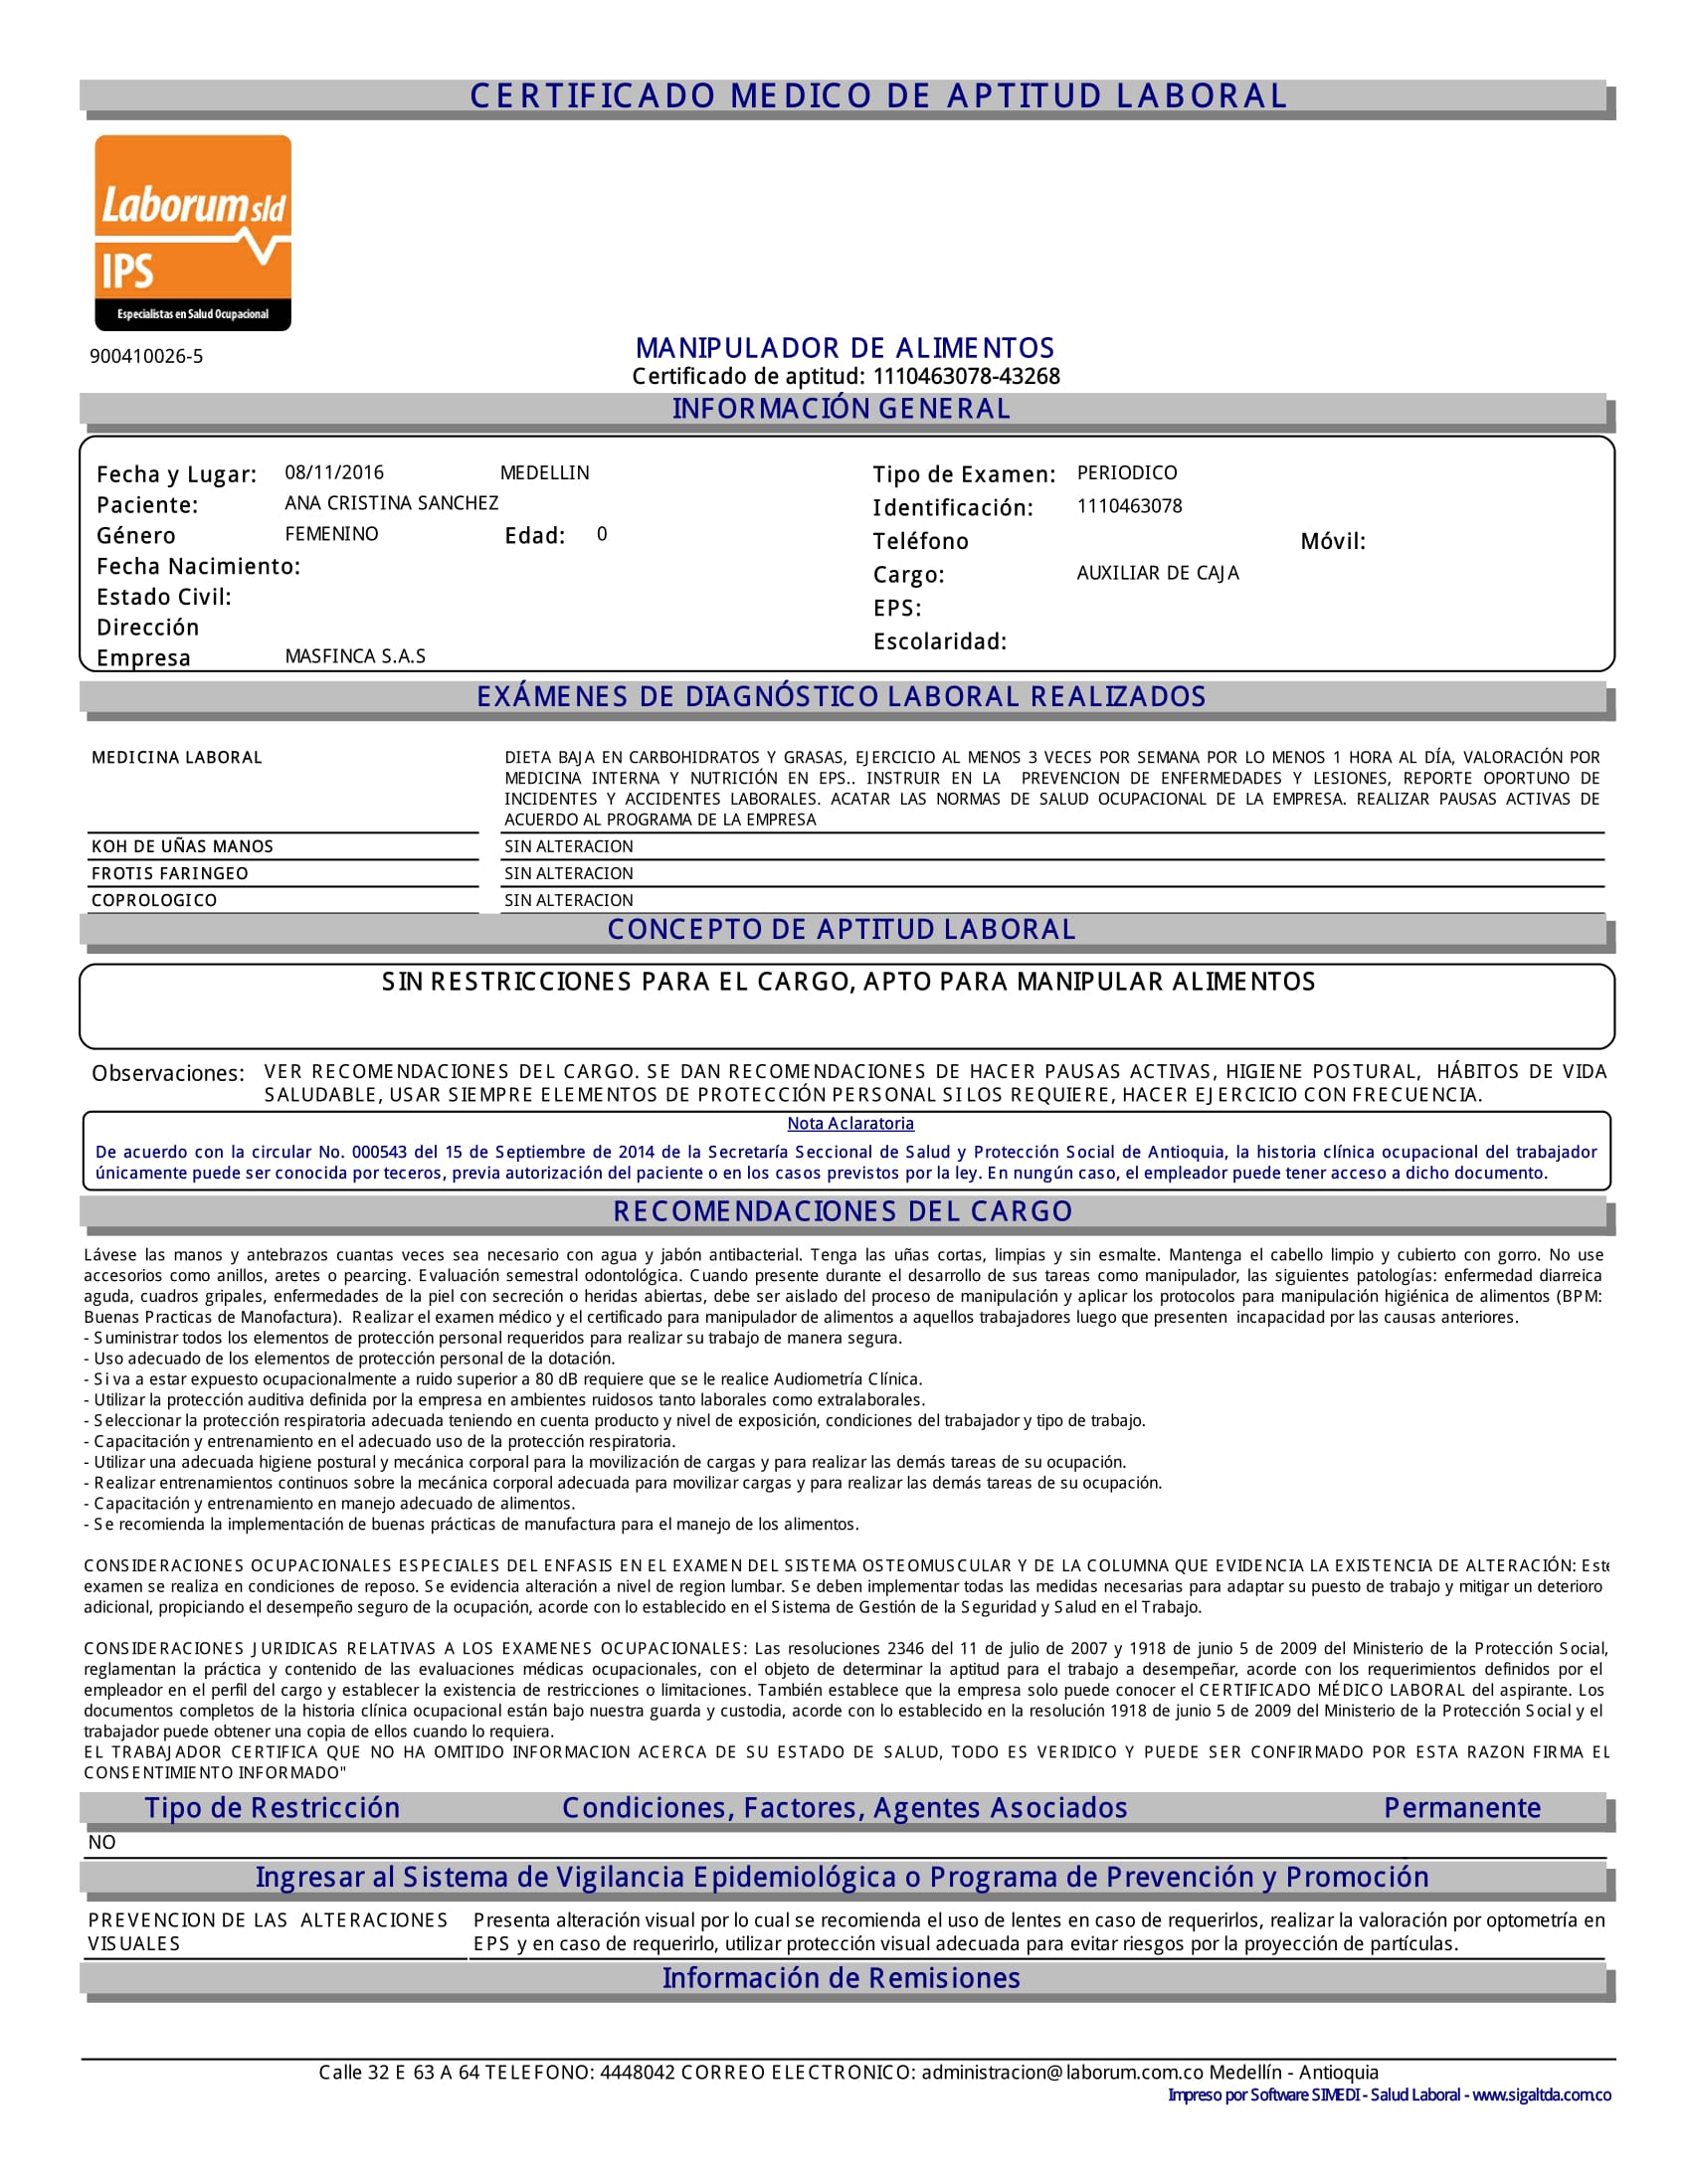 CERTIFICADO MEDICO DE APTITUD LABORAL
Laborum sld
IPS
Especialistas en Salud Ocupacional
900410026-5
MANIPULADOR DE ALIMENTOS
Certificado de aptitud: 1110463078-43268
INFORMACIÓN GENERAL
Fecha y Lugar: 08/11/2016 MEDELLIN Tipo de Examen: PERIODICO
Paciente: ANA CRISTINA SANCHEZ Identificación: 1110463078
Género FEMENINO Edad: 0 Teléfono Móvil:
Fecha Nacimiento: Cargo: AUXILIAR DE CAJA
Estado Civil: EPS:
Dirección Escolaridad:
Empresa MASFINCA S.A.S
EXÁMENES DE DIAGNÓSTICO LABORAL REALIZADOS
MEDICINA LABORAL DIETA BAJA EN CARBOHIDRATOS Y GRASAS, EJERCICIO AL MENOS 3 VECES POR SEMANA POR LO MENOS 1 HORA AL DÍA, VALORACIÓN POR
MEDICINA INTERNA Y NUTRICIÓN EN EPS.. INSTRUIR EN LA PREVENCION DE ENFERMEDADES Y LESIONES, REPORTE OPORTUNO DE
INCIDENTES Y ACCIDENTES LABORALES. ACATAR LAS NORMAS DE SALUD OCUPACIONAL DE LA EMPRESA. REALIZAR PAUSAS ACTIVAS DE
ACUERDO AL PROGRAMA DE LA EMPRESA
KOH DE UÑAS MANOS SIN ALTERACION
FROTIS FARINGEO SIN ALTERACION
COPROLOGICO SIN ALTERACION
CONCEPTO DE APTITUD LABORAL
SIN RESTRICCIONES PARA EL CARGO, APTO PARA MANIPULAR ALIMENTOS
Observaciones: VER RECOMENDACIONES DEL CARGO. SE DAN RECOMENDACIONES DE HACER PAUSAS ACTIVAS, HIGIENE POSTURAL, HÁBITOS DE VIDA
SALUDABLE, USAR SIEMPRE ELEMENTOS DE PROTECCIÓN PERSONAL SI LOS REQUIERE, HACER EJERCICIO CON FRECUENCIA.
Nota Aclaratoria
De acuerdo con la circular No. 000543 del 15 de Septiembre de 2014 de la Secretaría Seccional de Salud y Protección Social de Antioquia, la historia clínica ocupacional del trabajador
únicamente puede ser conocida por teceros, previa autorización del paciente o en los casos previstos por la ley. En nungún caso, el empleador puede tener acceso a dicho documento.
RECOMENDACIONES DEL CARGO
Lávese las manos y antebrazos cuantas veces sea necesario con agua y jabón antibacterial. Tenga las uñas cortas, limpias y sin esmalte. Mantenga el cabello limpio y cubierto con gorro. No use
accesorios como anillos, aretes o pearcing. Evaluación semestral odontológica. Cuando presente durante el desarrollo de sus tareas como manipulador, las siguientes patologías: enfermedad diarreica
aguda, cuadros gripales, enfermedades de la piel con secreción o heridas abiertas, debe ser aislado del proceso de manipulación y aplicar los protocolos para manipulación higiénica de alimentos (BPM:
Buenas Practicas de Manofactura). Realizar el examen médico y el certificado para manipulador de alimentos a aquellos trabajadores luego que presenten incapacidad por las causas anteriores.
- Suministrar todos los elementos de protección personal requeridos para realizar su trabajo de manera segura.
- Uso adecuado de los elementos de protección personal de la dotación.
- Si va a estar expuesto ocupacionalmente a ruido superior a 80 dB requiere que se le realice Audiometría Clínica.
- Utilizar la protección auditiva definida por la empresa en ambientes ruidosos tanto laborales como extralaborales.
- Seleccionar la protección respiratoria adecuada teniendo en cuenta producto y nivel de exposición, condiciones del trabajador y tipo de trabajo.
- Capacitación y entrenamiento en el adecuado uso de la protección respiratoria.
- Utilizar una adecuada higiene postural y mecánica corporal para la movilización de cargas y para realizar las demás tareas de su ocupación.
- Realizar entrenamientos continuos sobre la mecánica corporal adecuada para movilizar cargas y para realizar las demás tareas de su ocupación.
- Capacitación y entrenamiento en manejo adecuado de alimentos.
- Se recomienda la implementación de buenas prácticas de manufactura para el manejo de los alimentos.
CONSIDERACIONES OCUPACIONALES ESPECIALES DEL ENFASIS EN EL EXAMEN DEL SISTEMA OSTEOMUSCULAR Y DE LA COLUMNA QUE EVIDENCIA LA EXISTENCIA DE ALTERACIÓN: Este
examen se realiza en condiciones de reposo. Se evidencia alteración a nivel de region lumbar. Se deben implementar todas las medidas necesarias para adaptar su puesto de trabajo y mitigar un deterioro
adicional, propiciando el desempeño seguro de la ocupación, acorde con lo establecido en el Sistema de Gestión de la Seguridad y Salud en el Trabajo.
CONSIDERACIONES JURIDICAS RELATIVAS A LOS EXAMENES OCUPACIONALES: Las resoluciones 2346 del 11 de julio de 2007 y 1918 de junio 5 de 2009 del Ministerio de la Protección Social,
reglamentan la práctica y contenido de las evaluaciones médicas ocupacionales, con el objeto de determinar la aptitud para el trabajo a desempeñar, acorde con los requerimientos definidos por el
empleador en el perfil del cargo y establecer la existencia de restricciones o limitaciones. También establece que la empresa solo puede conocer el CERTIFICADO MÉDICO LABORAL del aspirante. Los
documentos completos de la historia clínica ocupacional están bajo nuestra guarda y custodia, acorde con lo establecido en la resolución 1918 de junio 5 de 2009 del Ministerio de la Protección Social y el
trabajador puede obtener una copia de ellos cuando lo requiera.
EL TRABAJADOR CERTIFICA QUE NO HA OMITIDO INFORMACION ACERCA DE SU ESTADO DE SALUD, TODO ES VERIDICO Y PUEDE SER CONFIRMADO POR ESTA RAZON FIRMA EL
CONSENTIMIENTO INFORMADO"
Tipo de Restricción Condiciones, Factores, Agentes Asociados Permanente
NO
Ingresar al Sistema de Vigilancia Epidemiológica o Programa de Prevención y Promoción
PREVENCION DE LAS ALTERACIONES Presenta alteración visual por lo cual se recomienda el uso de lentes en caso de requerirlos, realizar la valoración por optometría en
VISUALES EPS y en caso de requerirlo, utilizar protección visual adecuada para evitar riesgos por la proyección de partículas.
Información de Remisiones
Calle 32 E 63 A 64 TELEFONO: 4448042 CORREO ELECTRONICO: administracion@laborum.com.co Medellín - Antioquia
Impreso por Software SIMEDI - Salud Laboral - www.sigaltda.com.co